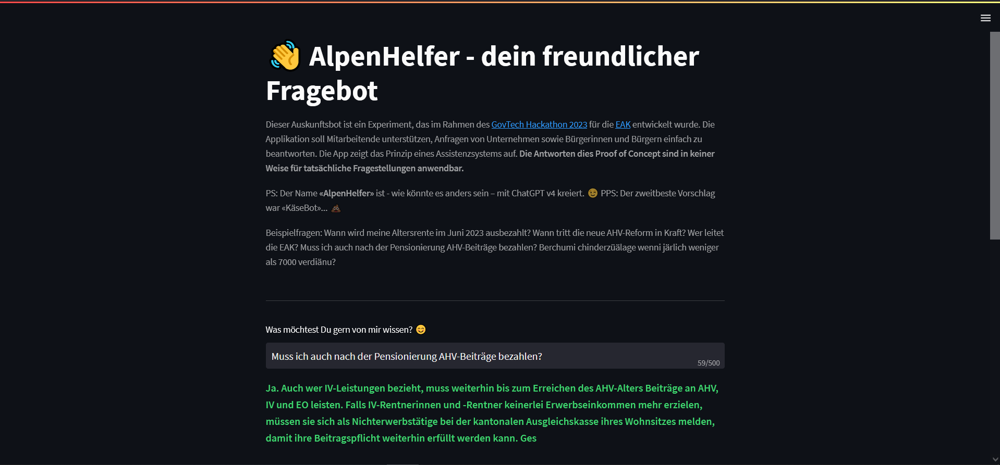 👋 AlpenHelfer - dein freundlicher
Fragebot
Dieser Auskunftsbot ist ein Experiment, das im Rahmen des GovTech Hackathon 2023 für die EAK entwickelt wurde. Die
Applikation soll Mitarbeitende unterstützen, Anfragen von Unternehmen sowie Bürgerinnen und Bürgern einfach zu
beantworten. Die App zeigt das Prinzip eines Assistenzsystems auf. Die Antworten dies Proof of Concept sind in keiner
Weise für tatsächliche Fragestellungen anwendbar.
PS: Der Name «AlpenHelfer» ist - wie könnte es anders sein – mit ChatGPT v4 kreiert. 😉 PPS: Der zweitbeste Vorschlag
war «KäseBot»... 💩
Beispielfragen: Wann wird meine Altersrente im Juni 2023 ausbezahlt? Wann tritt die neue AHV-Reform in Kraft? Wer leitet
die EAK? Muss ich auch nach der Pensionierung AHV-Beiträge bezahlen? Berchumi chinderzüälage wenni järlich weniger
als 7000 verdiänu?
Was möchtest Du gern von mir wissen? 😊
Muss ich auch nach der Pensionierung AHV-Beiträge bezahlen?
59/500
Ja. Auch wer IV-Leistungen bezieht, muss weiterhin bis zum Erreichen des AHV-Alters Beiträge an AHV,
IV und EO leisten. Falls IV-Rentnerinnen und -Rentner keinerlei Erwerbseinkommen mehr erzielen,
müssen sie sich als Nichterwerbstätige bei der kantonalen Ausgleichskasse ihres Wohnsitzes melden,
damit ihre Beitragspflicht weiterhin erfüllt werden kann. Ges